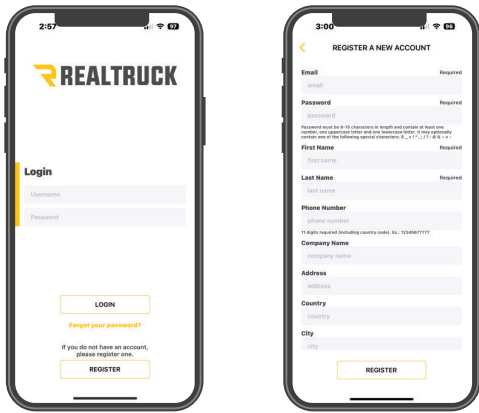 2:57
97
REALTRUCK
Login
Username
Password
LOGIN
Forgot your password?
If you do not have an account,
please register one.
REGISTER
3:00
96
REGISTER A NEW ACCOUNT
Email Required
email
Password Required
password
Password must be 8-15 characters in length and contain at least one
number, one uppercase letter and one lowercase letter. It may optionally
contain one of the following special characters:
First Name Required
first name
Last Name Required
last name
Phone Number
phone number
11 digits required (including country code). Ex.: 12345677777
Company Name
company name
Address
address
Country
country
City
city
REGISTER